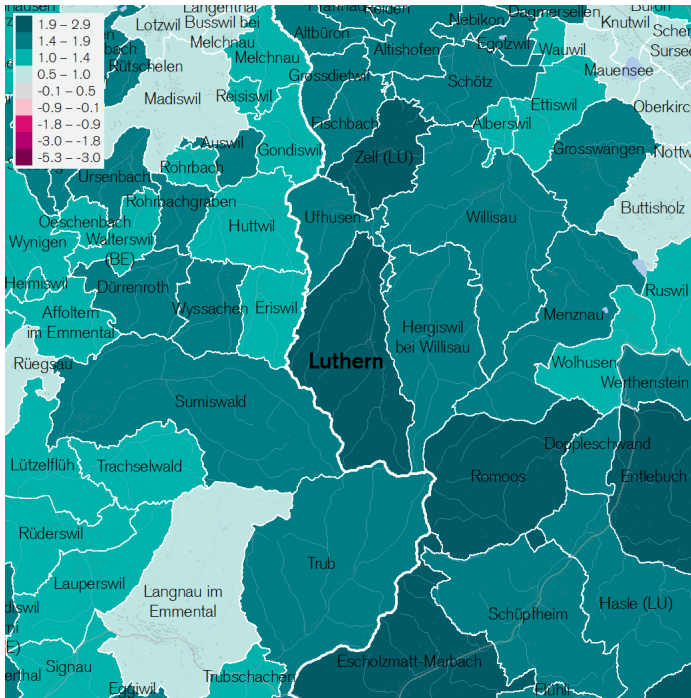 1.9 – 2.9
1.4 – 1.9
1.0 – 1.4
0.5 – 1.0
-0.1 – 0.5
-0.9 – -0.1
-1.8 – -0.9
-3.0 – -1.8
-5.3 – -3.0
Langenthal
Lotzwil
Busswil bei
Melchnau
Melchnau
Rütschelen
Madiswil
Reisiswil
Auswil
Gondiswil
Rohrbach
Ursenbach
Rohrbachgraben
Oeschenbach
Huttwil
Walterswil
(BE)
Wynigen
Hermiswil
Dürrenroth
Wyssachen
Eriswil
Affoltern
im Emmental
Rüegsau
Sumiswald
Lützelflüh
Trachselwald
Rüderswil
Lauperswil
Langnau im
Emmental
Signau
Eggiwil
Trubschachen
Trub
Altbüron
Grossdietwil
Fischbach
Zell (LU)
Ufhusen
Luthern
Hergiswil
bei Willisau
Willisau
Altishofen
Nebikon
Egolzwil
Dagmersellen
Wauwil
Schötz
Alberswil
Ettiswil
Knutwil
Mauensee
Oberkirc
Grosswangen
Nottw
Buttisholz
Ruswil
Menznau
Wolhusen
Werthenstein
Doppleschwand
Romoos
Entlebuch
Hasle (LU)
Schüpfheim
Escholzmatt-Marbach
Flühli